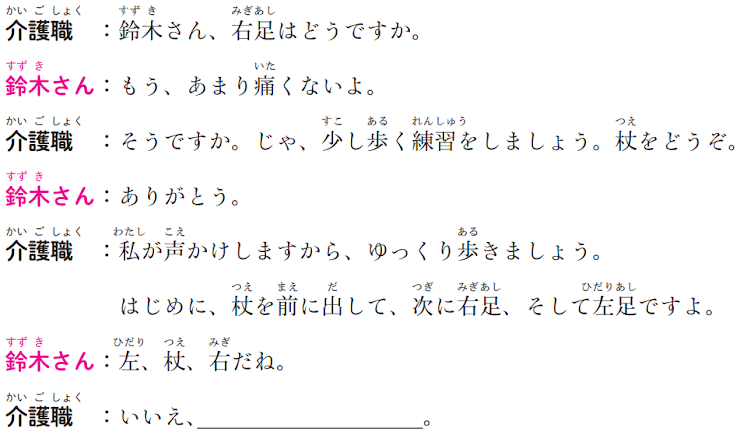 介護職：鈴木さん、右足はどうですか。
鈴木さん：もう、あまり痛くないよ。
介護職：そうですか。じゃ、少し歩く練習をしましょう。杖をどうぞ。
鈴木さん：ありがとう。
介護職：私が声かけしますから、ゆっくり歩きましょう。
はじめに、杖を前に出して、次に右足、そして左足ですよ。
鈴木さん：左、杖、右だね。
介護職：いいえ、____________________。